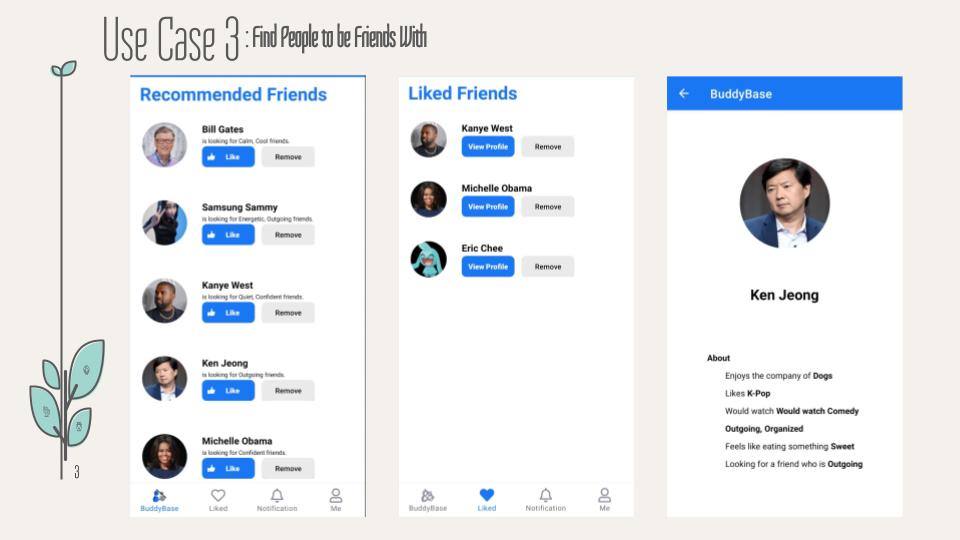 Use Case 3 : Find People to be Friends With
Recommended Friends
Bill Gates
is looking for Calm, Cool friends.
Like Remove
Samsung Sammy
is looking for Energetic, Outgoing friends.
Like Remove
Kanye West
is looking for Quiet, Confident friends.
Like Remove
Ken Jeong
is looking for Outgoing friends.
Like Remove
Michelle Obama
is looking for Confident friends.
Like Remove
BuddyBase Liked Notification Me
Liked Friends
Kanye West
View Profile Remove
Michelle Obama
View Profile Remove
Eric Chee
View Profile Remove
BuddyBase Liked Notification Me
BuddyBase
Ken Jeong
About
Enjoys the company of Dogs
Likes K-Pop
Would watch Would watch Comedy
Outgoing, Organized
Feels like eating something Sweet
Looking for a friend who is Outgoing
3